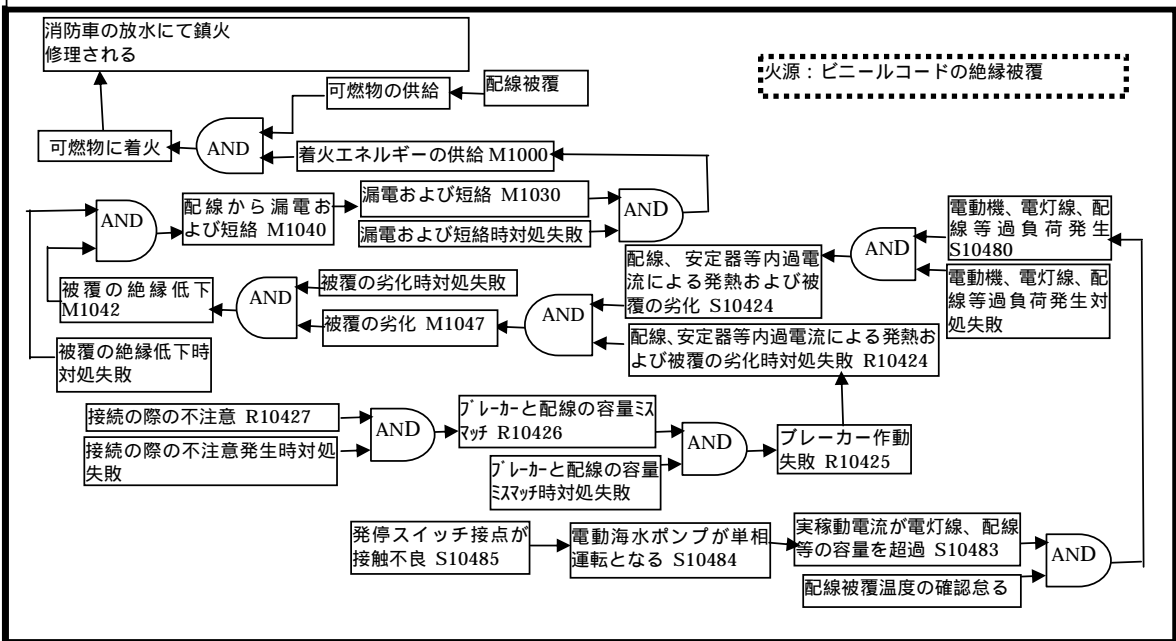 消防車の放水にて鎮火
修理される
火源：ビニールコードの絶縁被覆
可燃物の供給
配線被覆
可燃物に着火
AND
着火エネルギーの供給 M1000
AND
配線から漏電お
よび短絡 M1040
漏電および短絡 M1030
漏電および短絡時対処失敗
AND
電動機、電灯線、配
線等過負荷発生
S10480
AND
電動機、電灯線、配
線等過負荷発生対
処失敗
配線、安定器等内過電
流による発熱および被
覆の劣化 S10424
被覆の絶縁低下
M1042
AND
被覆の劣化時対処失敗
被覆の劣化 M1047
AND
配線、安定器等内過電流による発熱お
よび被覆の劣化時対処失敗 R10424
被覆の絶縁低下時
対処失敗
接続の際の不注意 R10427
接続の際の不注意発生時対処
失敗
AND
ﾌﾞﾚｰｶｰと配線の容量ﾐｽ
ﾏｯﾁ R10426
ﾌﾞﾚｰｶｰと配線の容量
ﾐｽﾏｯﾁ時対処失敗
AND
ブレーカー作動
失敗 R10425
発停スイッチ接点が
接触不良 S10485
電動海水ポンプが単相
運転となる S10484
実稼動電流が電灯線、配線
等の容量を超過 S10483
配線被覆温度の確認怠る
AND